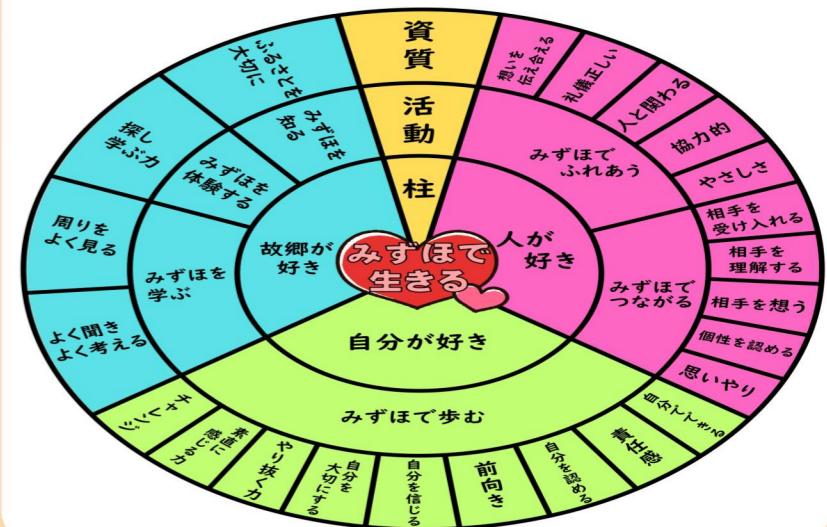 資質
活動
柱
みずほで
生きる
人が
好き
みずほで
ふれあう
想いを
伝え合える
礼儀正しい
人と関わる
協力的
やさしさ
みずほで
つながる
相手を
受け入れる
相手を
理解する
相手を想う
個性を認める
思いやり
自分が好き
みずほで歩む
自分でできる
責任感
自分を認める
前向き
自分を信じる
自分を
大切にする
やり抜く力
素直に
感じる力
チャレンジ
故郷が
好き
みずほを
学ぶ
よく聞き
よく考える
周りを
よく見る
みずほを
体験する
探し
学ぶ力
みずほを
知る
ふるさとを
大切に